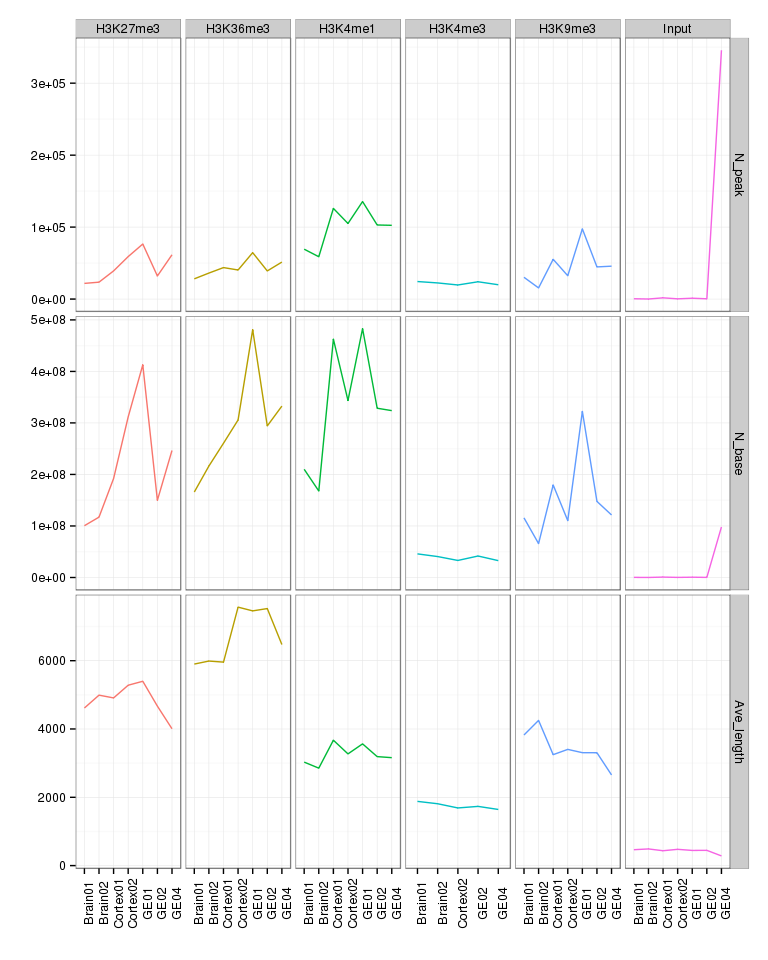 H3K27me3 H3K36me3 H3K4me1 H3K4me3 H3K9me3 Input
3e+05
2e+05
1e+05
0e+00
N_peak
5e+08
4e+08
3e+08
2e+08
1e+08
0e+00
N_base
6000
4000
2000
0
Ave_length
Brain01
Brain02
Cortex01
Cortex02
GE01
GE02
GE04
Brain01
Brain02
Cortex01
Cortex02
GE01
GE02
GE04
Brain01
Brain02
Cortex01
Cortex02
GE01
GE02
GE04
Brain01
Brain02
Cortex02
GE02
GE04
Brain01
Brain02
Cortex01
Cortex02
GE01
GE02
GE04
Brain01
Brain02
Cortex01
Cortex02
GE01
GE02
GE04